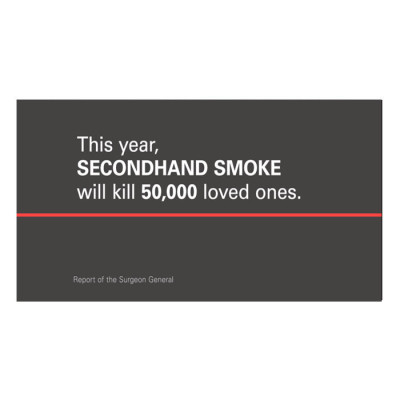 This year,
SECONDHAND SMOKE
will kill 50,000 loved ones.
Report of the Surgeon General